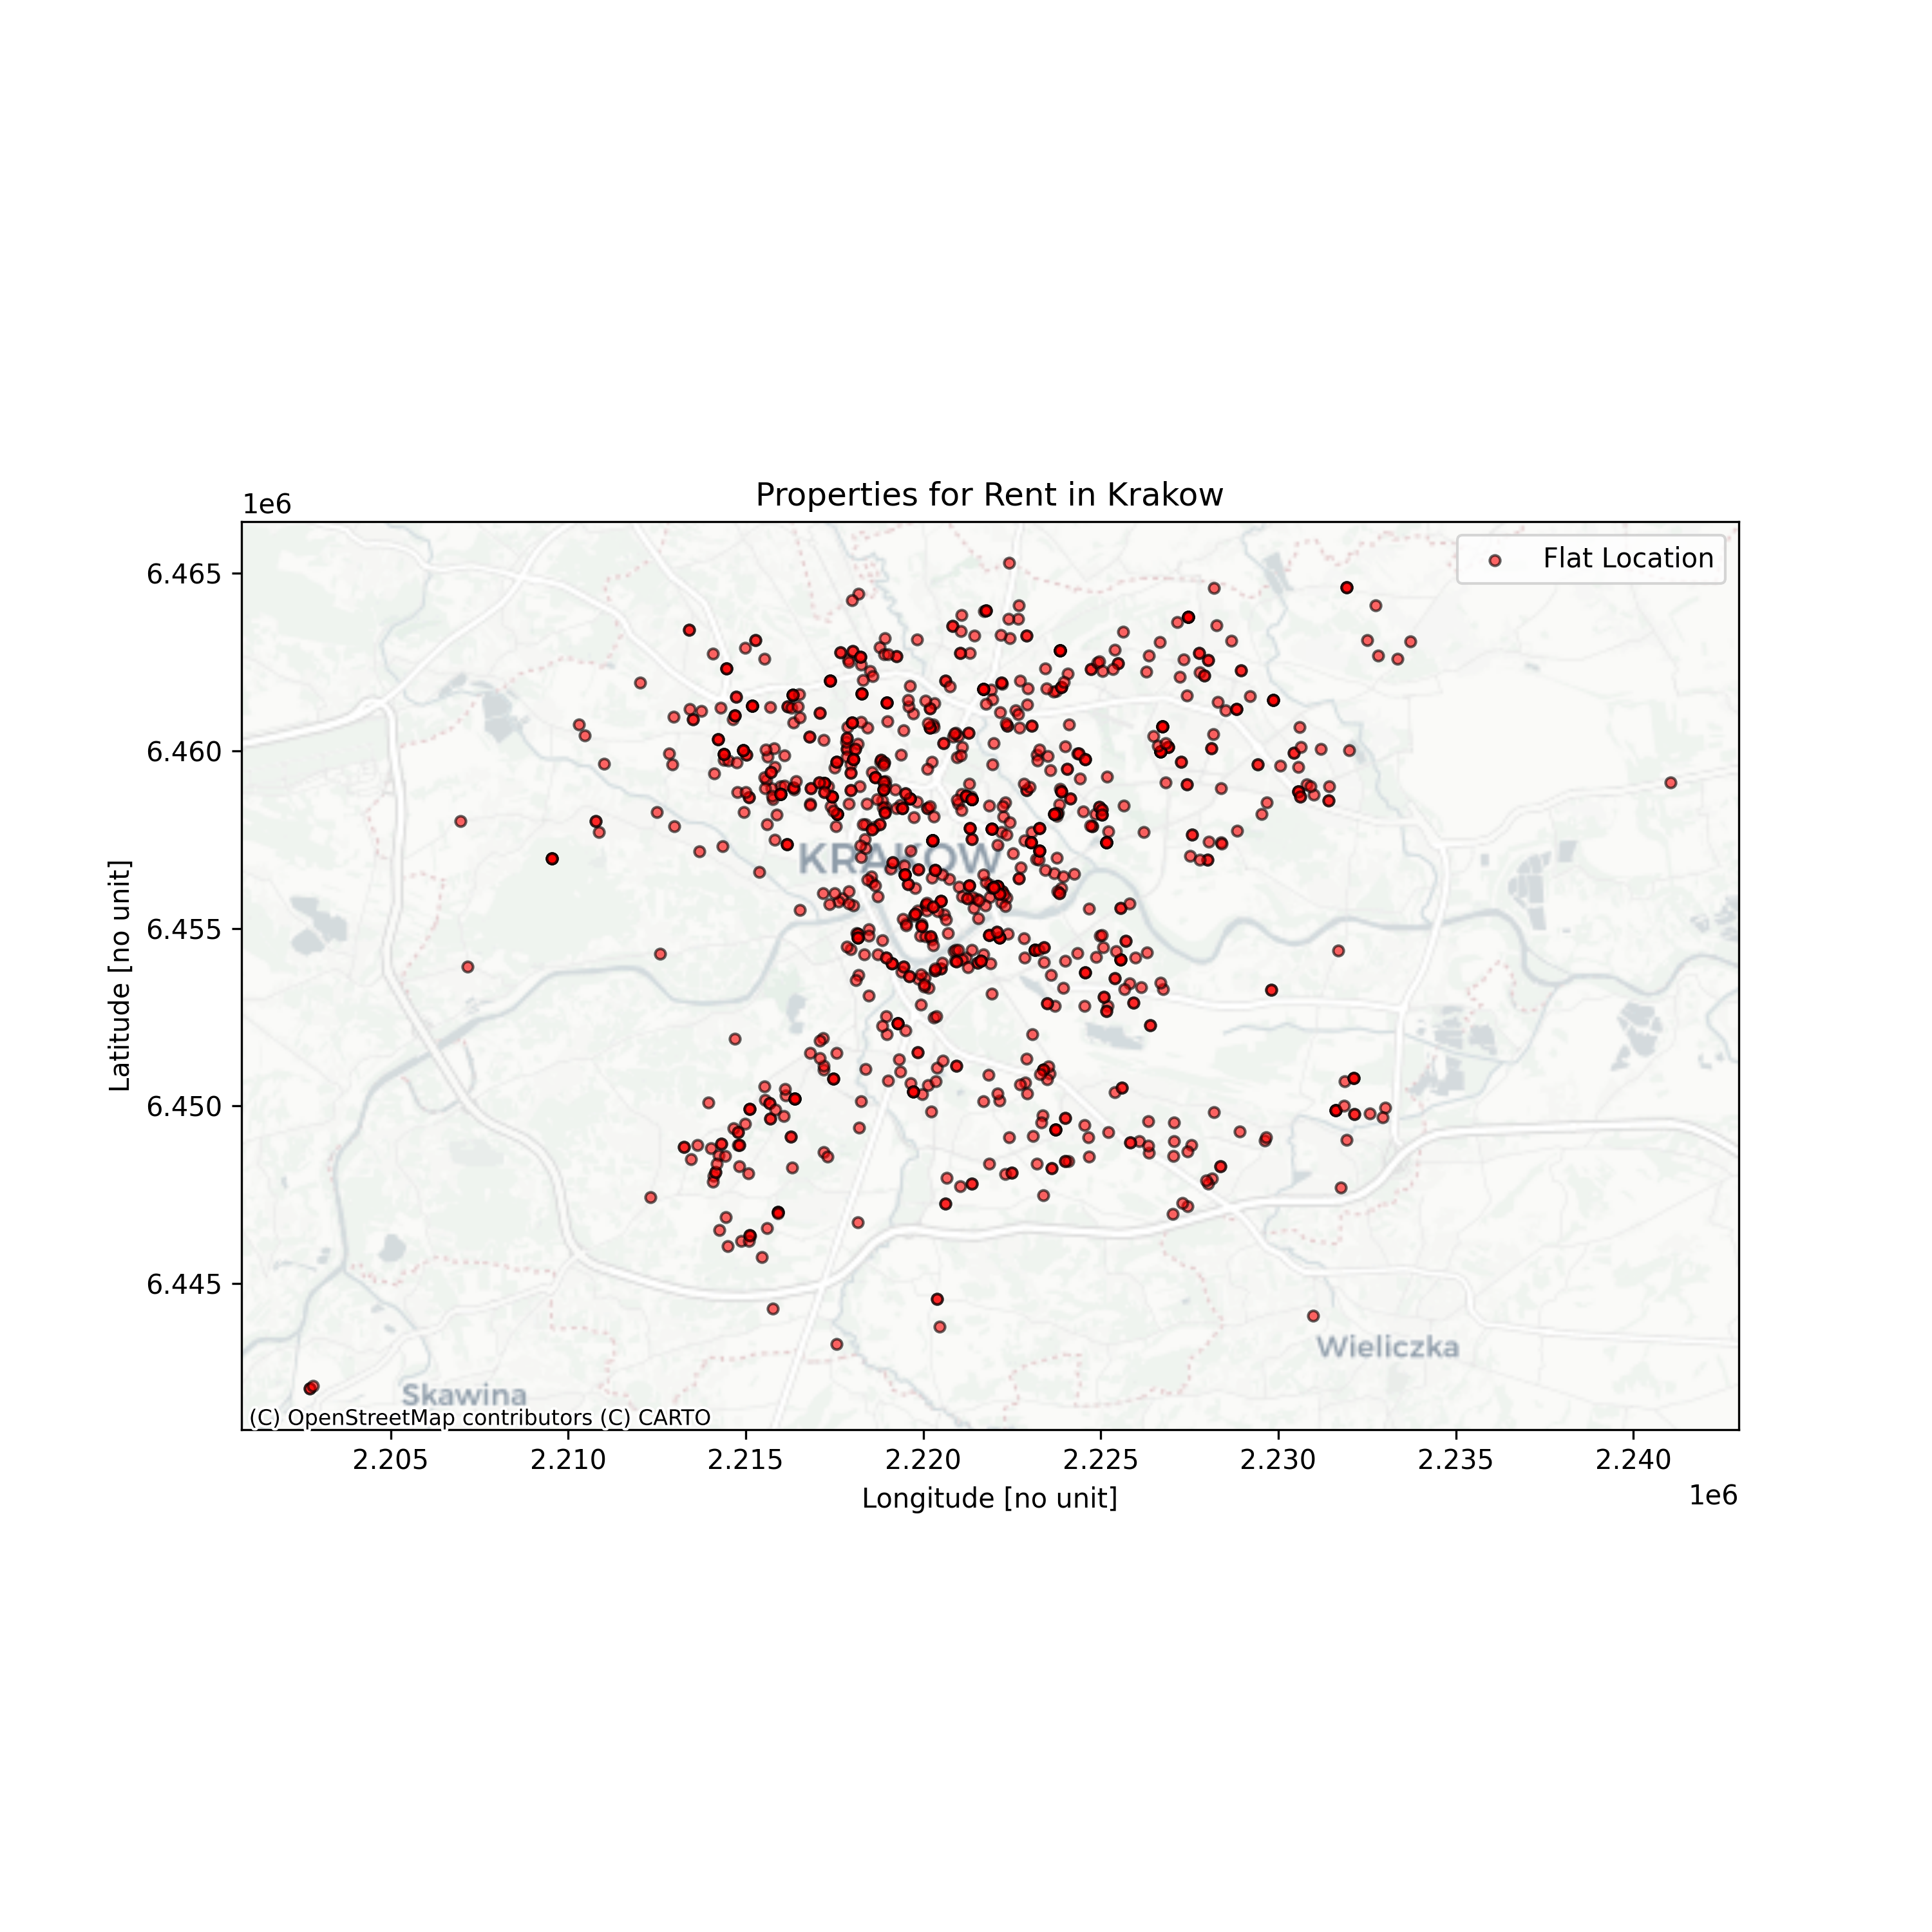 Properties for Rent in Krakow
1e6
Flat Location
6.465
6.460
6.455
6.450
6.445
Latitude [no unit]
KRAKOW
Wieliczka
Skawina
(C) OpenStreetMap contributors (C) CARTO
2.205 2.210 2.215 2.220 2.225 2.230 2.235 2.240
Longitude [no unit]
1e6